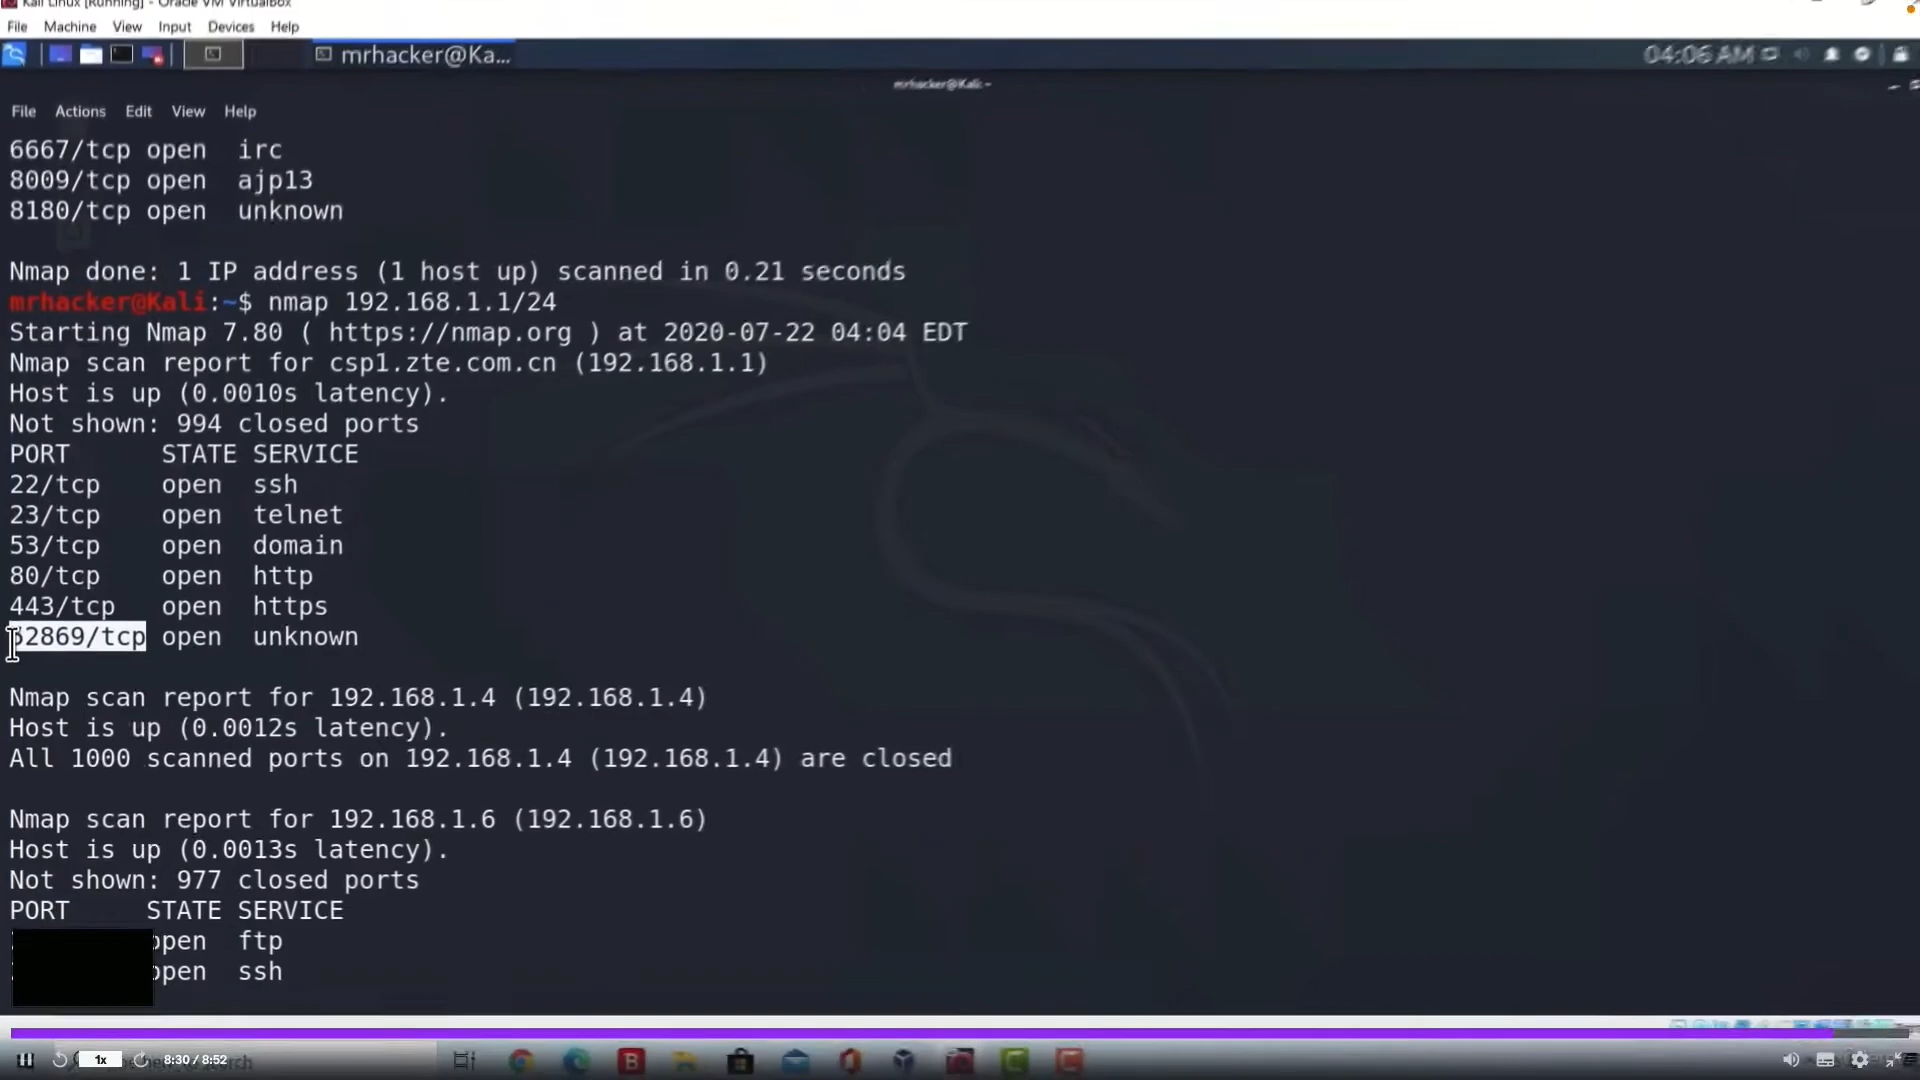 Kali Linux [Running] - Oracle VM VirtualBox
File Machine View Input Devices Help
mrhacker@Ka...
04:06 AM
mrhacker@Kali: ~
File Actions Edit View Help
6667/tcp open irc
8009/tcp open ajp13
8180/tcp open unknown
Nmap done: 1 IP address (1 host up) scanned in 0.21 seconds
mrhacker@Kali:~$ nmap 192.168.1.1/24
Starting Nmap 7.80 ( https://nmap.org ) at 2020-07-22 04:04 EDT
Nmap scan report for csp1.zte.com.cn (192.168.1.1)
Host is up (0.0010s latency).
Not shown: 994 closed ports
PORT STATE SERVICE
22/tcp open ssh
23/tcp open telnet
53/tcp open domain
80/tcp open http
443/tcp open https
52869/tcp open unknown
Nmap scan report for 192.168.1.4 (192.168.1.4)
Host is up (0.0012s latency).
All 1000 scanned ports on 192.168.1.4 (192.168.1.4) are closed
Nmap scan report for 192.168.1.6 (192.168.1.6)
Host is up (0.0013s latency).
Not shown: 977 closed ports
PORT STATE SERVICE
open ftp
open ssh
1x 8:30 / 8:52